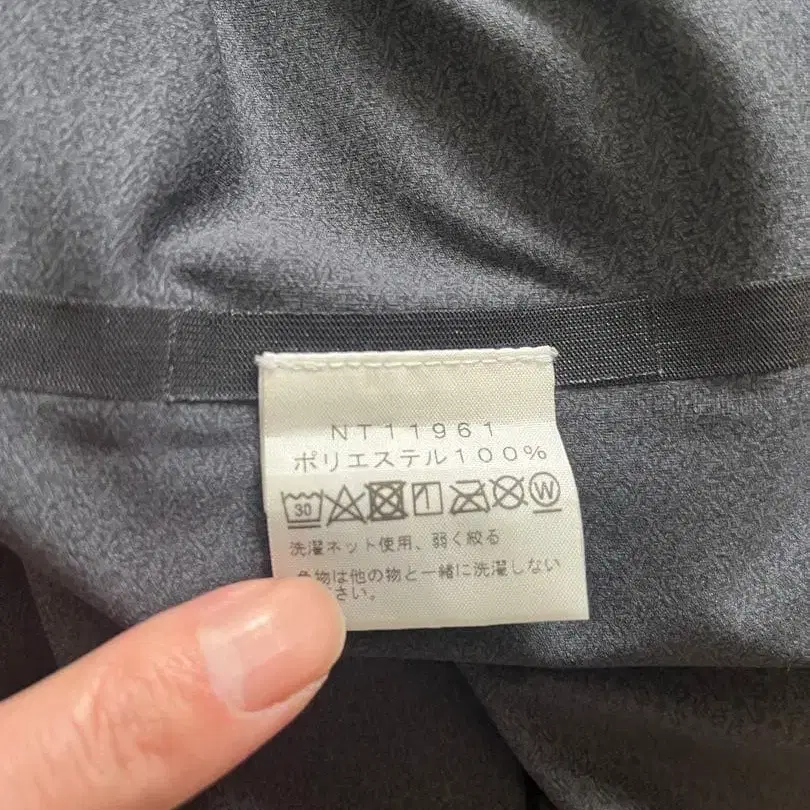 NT11961
ポリエステル100%
30 W
洗濯ネット使用、弱く絞る
物は他の物と一緒に洗濯しない
さい。